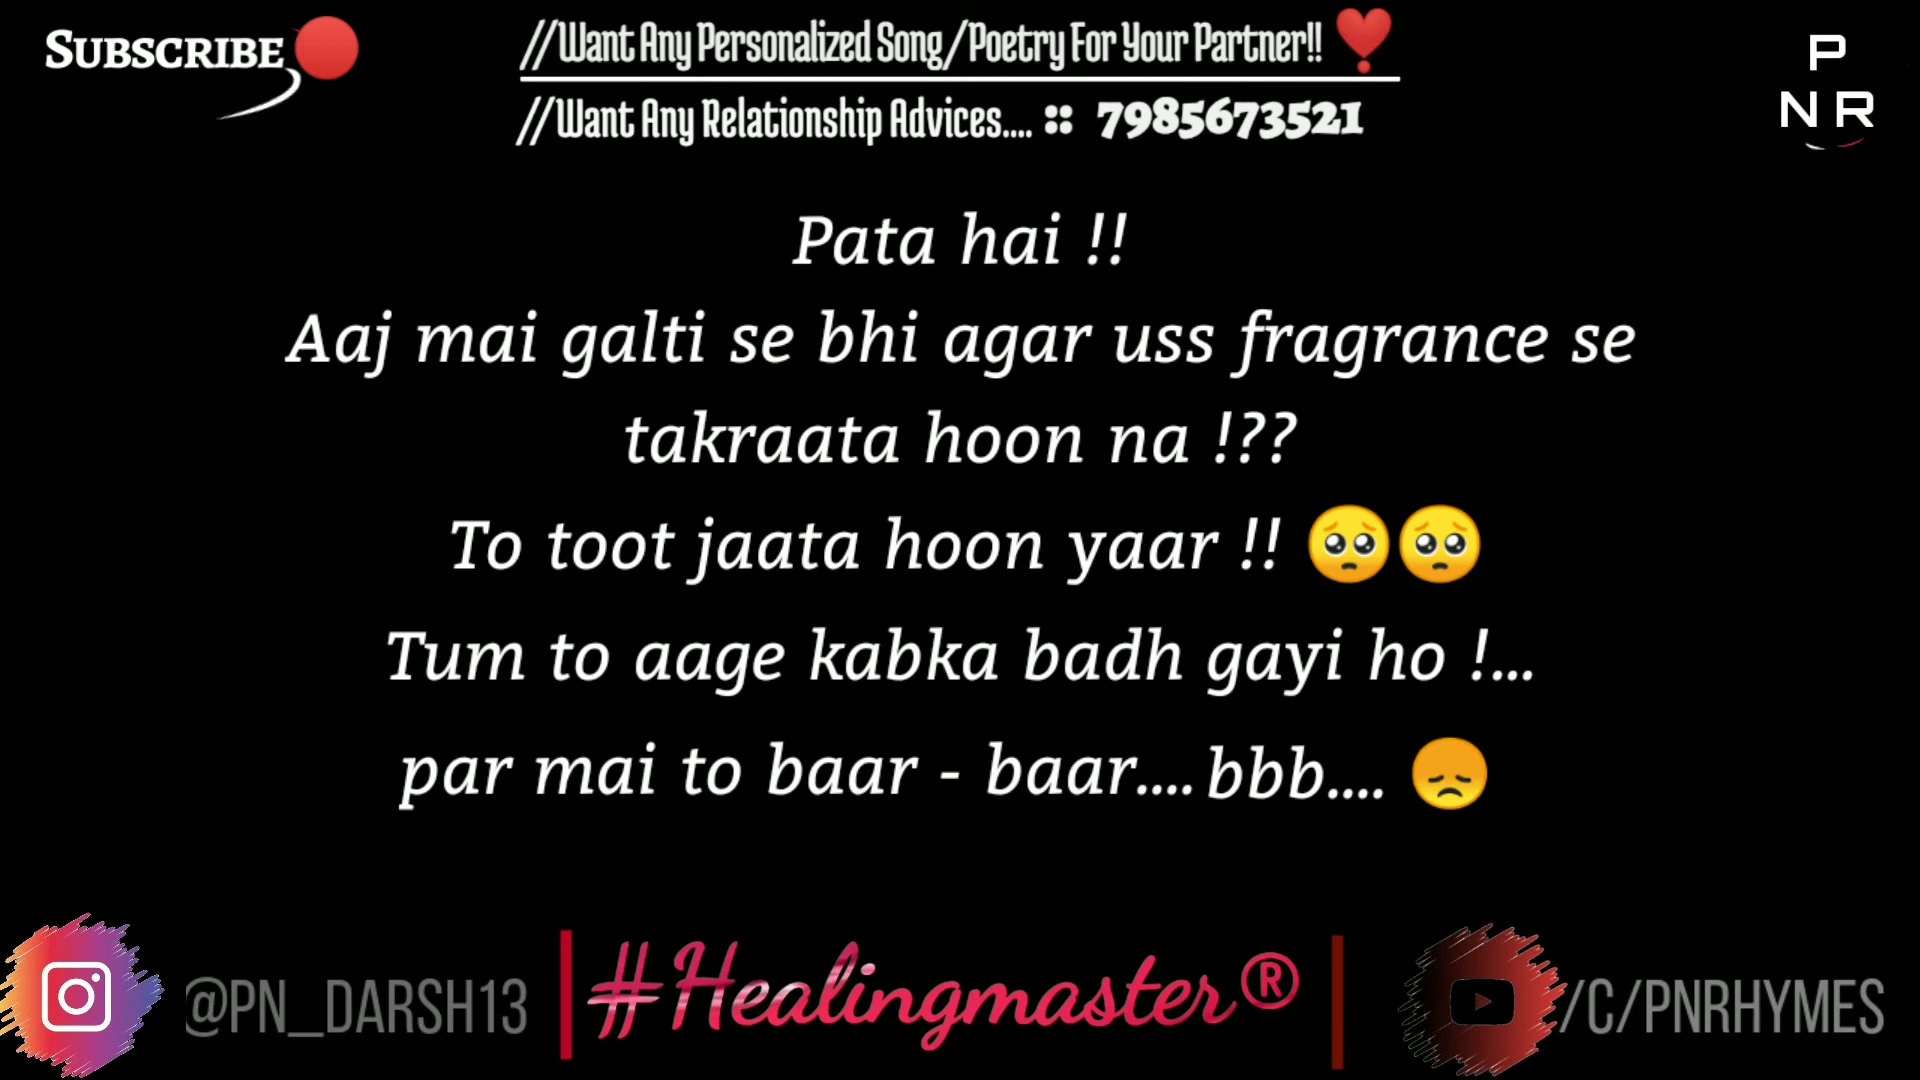 SUBSCRIBE
//Want Any Personalized Song/Poetry For Your Partner!! ❣️
//Want Any Relationship Advices.... :: 7985673521
P
NR
Pata hai !!
Aaj mai galti se bhi agar uss fragrance se
takraata hoon na !??
To toot jaata hoon yaar !! 🥺🥺
Tum to aage kabka badh gayi ho !...
par mai to baar - baar.... bbb.... 😞
@PN_DARSH13
#Healingmaster®
/C/PNRHYMES